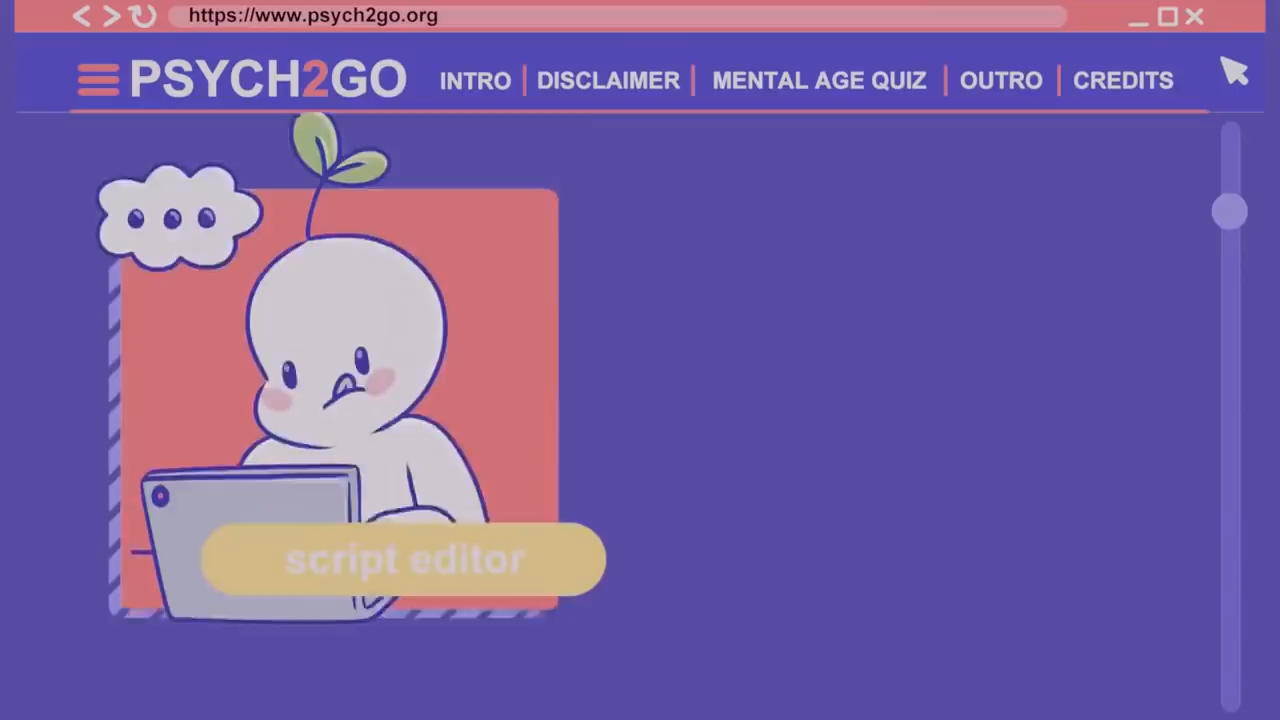 https://www.psych2go.org
PSYCH2GO
INTRO | DISCLAIMER | MENTAL AGE QUIZ | OUTRO | CREDITS
script editor